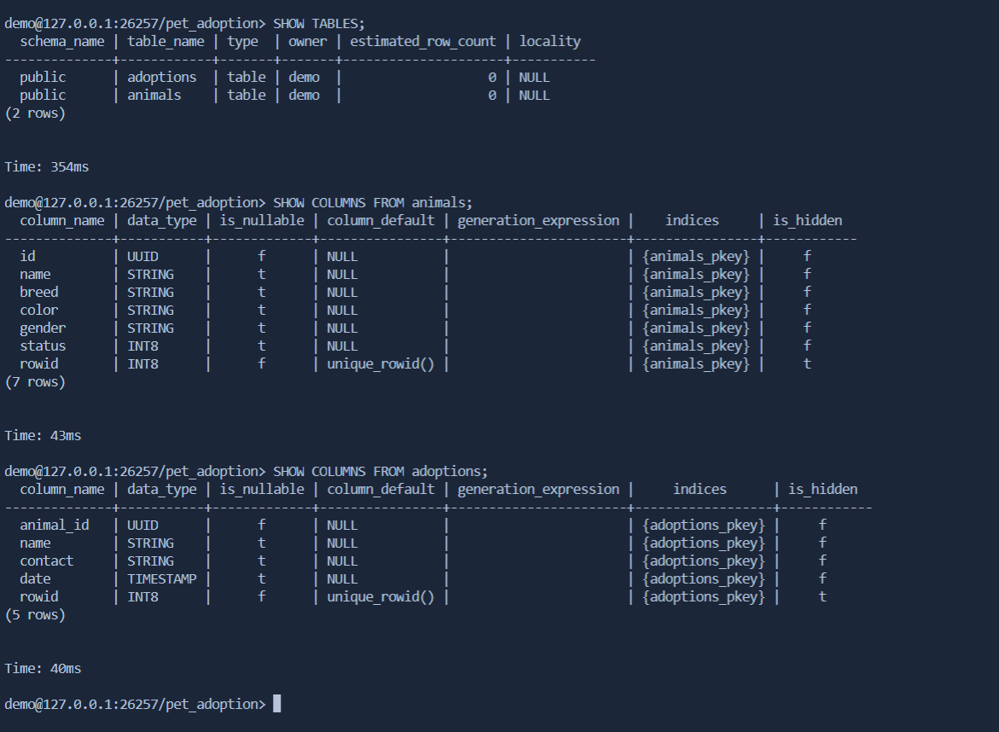 demo@127.0.0.1:26257/pet_adoption> SHOW TABLES;
  schema_name | table_name | type  | owner | estimated_row_count | locality
--------------+------------+-------+-------+---------------------+-----------
  public      | adoptions  | table | demo  |                   0 | NULL
  public      | animals    | table | demo  |                   0 | NULL
(2 rows)
Time: 354ms
demo@127.0.0.1:26257/pet_adoption> SHOW COLUMNS FROM animals;
  column_name | data_type | is_nullable | column_default | generation_expression |    indices     | is_hidden
--------------+-----------+-------------+----------------+-----------------------+----------------+------------
  id          | UUID      |      f      | NULL           |                       | {animals_pkey} |     f
  name        | STRING    |      t      | NULL           |                       | {animals_pkey} |     f
  breed       | STRING    |      t      | NULL           |                       | {animals_pkey} |     f
  color       | STRING    |      t      | NULL           |                       | {animals_pkey} |     f
  gender      | STRING    |      t      | NULL           |                       | {animals_pkey} |     f
  status      | INT8      |      t      | NULL           |                       | {animals_pkey} |     f
  rowid       | INT8      |      f      | unique_rowid() |                       | {animals_pkey} |     t
(7 rows)
Time: 43ms
demo@127.0.0.1:26257/pet_adoption> SHOW COLUMNS FROM adoptions;
  column_name | data_type | is_nullable | column_default | generation_expression |     indices      | is_hidden
--------------+-----------+-------------+----------------+-----------------------+------------------+------------
  animal_id   | UUID      |      f      | NULL           |                       | {adoptions_pkey} |     f
  name        | STRING    |      t      | NULL           |                       | {adoptions_pkey} |     f
  contact     | STRING    |      t      | NULL           |                       | {adoptions_pkey} |     f
  date        | TIMESTAMP |      t      | NULL           |                       | {adoptions_pkey} |     f
  rowid       | INT8      |      f      | unique_rowid() |                       | {adoptions_pkey} |     t
(5 rows)
Time: 40ms
demo@127.0.0.1:26257/pet_adoption>